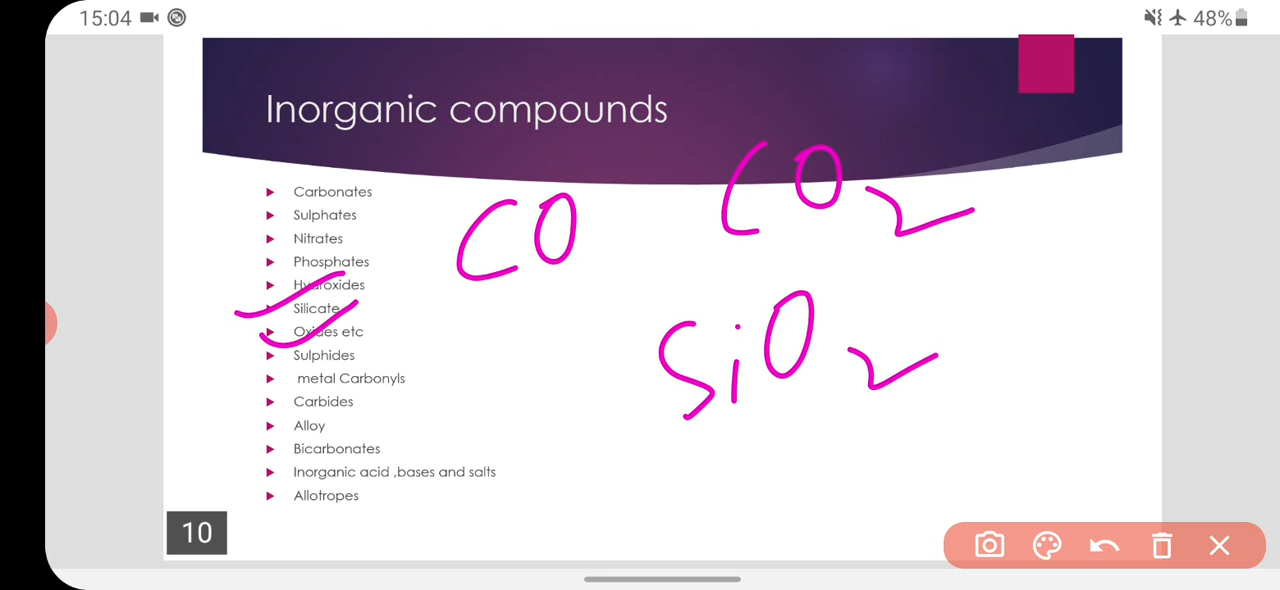 15:04 48%
Inorganic compounds
CO2
Carbonates
Sulphates
CO
Nitrates
Phosphates
Hydroxides
Silicate
Oxides etc
SiO2
Sulphides
metal Carbonyls
Carbides
Alloy
Bicarbonates
Inorganic acid ,bases and salts
Allotropes
10